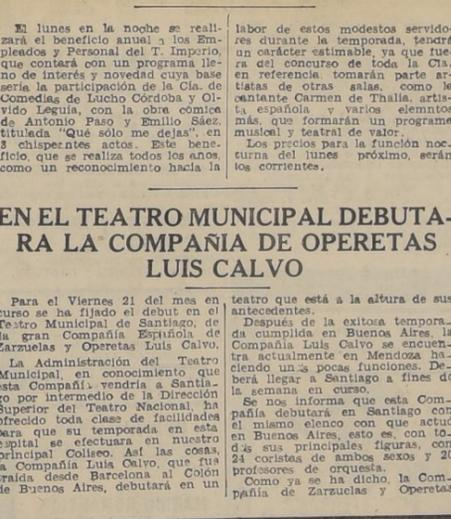 El lunes en la noche se reali-
zará el beneficio anual a los Em-
pleados y Personal del T. Imperio,
que contará con un programa lle-
no de interés y novedad cuya base
sería la participación de la Cía. de
Comedias de Lucho Córdoba y Ol-
vido Leguía, con la obra cómica
de Antonio Paso y Emilio Sáez,
titulada "Qué sólo me dejas", en
3 chispeantes actos. Este bene-
ficio, que se realiza todos los anos,
como un reconocimiento hacia la
labor de estos modestos servido-
res durante la temporada, tendrá
un carácter estimable, ya que fue-
ra del concurso de toda la Cía.
en referencia tomarán parte ar-
tistas de otras salas, como la
cantante Carmen de Thalia, artis-
ta española y varios elemntos
más, que formarán un programa
musical y teatral de valor.
Los precios para la función noc-
turna del lunes próximo, serán
los corrientes.
EN EL TEATRO MUNICIPAL DEBUTA-
RA LA COMPAÑIA DE OPERETAS
LUIS CALVO
Para el Viernes 21 del mes en
curso se ha fijado el debut en el
Teatro Municipal de Santiago, de
la gran Compañía Española de
Zarzuelas y Operetas Luis Calvo.
La Administración del Teatro
Municipal, en conocimiento que
esta Compañía vendría a Santia-
go por intermedio de la Dirección
Superior del Teatro Nacional, ha
ofrecido toda clase de facilidades
para que su temporada en esta
capital se efectuara en nuestro
principal Coliseo. Así las cosas,
la Compañía Luis Calvo, que fué
traída desde Barcelona al Colón
de Buenos Aires, debutará en un
teatro que está a la altura de sus
antecedentes.
Después de la exitosa tempora-
da cumplida en Buenos Aires, la
Compañía Luis Calvo se encuen-
tra actualmente en Mendoza ha-
ciendo unas pocas funciones. De-
berá llegar a Santiago a fines de
la semana en curso.
Se nos informa que esta Com-
pañía debutará en Santiago con
el mismo elenco con que actuó
en Buenos Aires, esto es, con to-
das sus principales figuras, con
24 coristas de ambos sexos y 20
profesores de orquesta.
Como ya se ha dicho, la Com-
pañía de Zarzuelas y Operetas